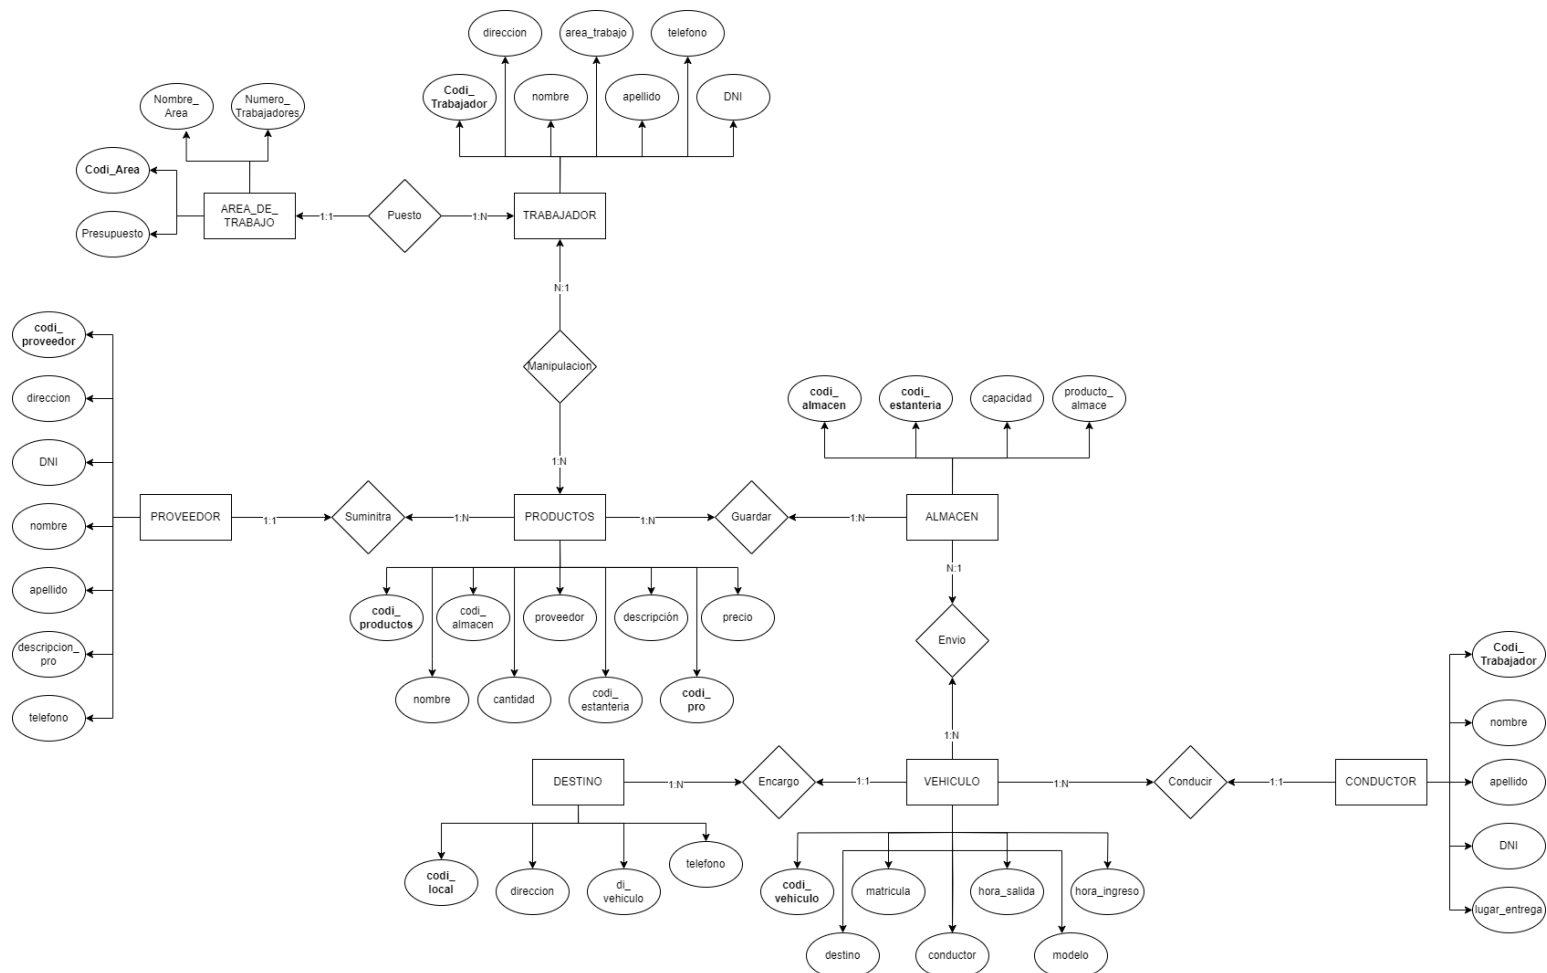 direccion
area_trabajo
telefono
Codi_
Trabajador
nombre
apellido
DNI
Nombre_
Area
Numero_
Trabajadores
Codi_Area
Presupuesto
AREA_DE_
TRABAJO
1:1
Puesto
1:N
TRABAJADOR
N:1
Manipulacion
1:N
codi_
proveedor
direccion
DNI
nombre
apellido
descripcion_
pro
telefono
PROVEEDOR
1:1
Suminitra
1:N
PRODUCTOS
1:N
Guardar
1:N
ALMACEN
codi_
almacen
codi_
estanteria
capacidad
producto_
almace
codi_
productos
codi_
almacen
proveedor
descripción
precio
nombre
cantidad
codi_
estanteria
codi_
pro
N:1
Envio
1:N
DESTINO
1:N
Encargo
1:1
VEHICULO
1:N
Conducir
1:1
CONDUCTOR
codi_
local
direccion
di_
vehiculo
telefono
codi_
vehiculo
matricula
hora_salida
hora_ingreso
destino
conductor
modelo
Codi_
Trabajador
nombre
apellido
DNI
lugar_entrega